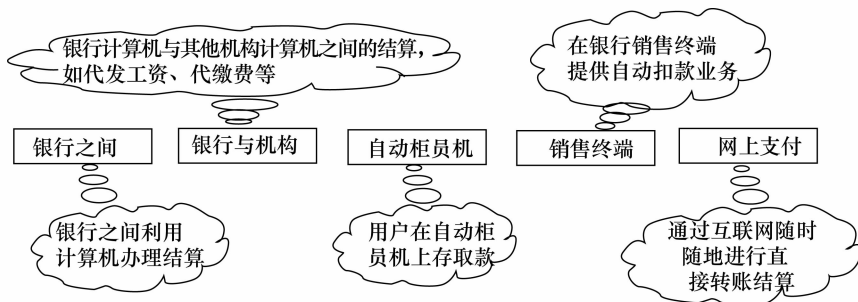 银行计算机与其他机构计算机之间的结算，
如代发工资、代缴费等
在银行销售终端
提供自动扣款业务
银行之间
银行与机构
自动柜员机
销售终端
网上支付
银行之间利用
计算机办理结算
用户在自动柜
员机上存取款
通过互联网随时
随地进行直
接转账结算